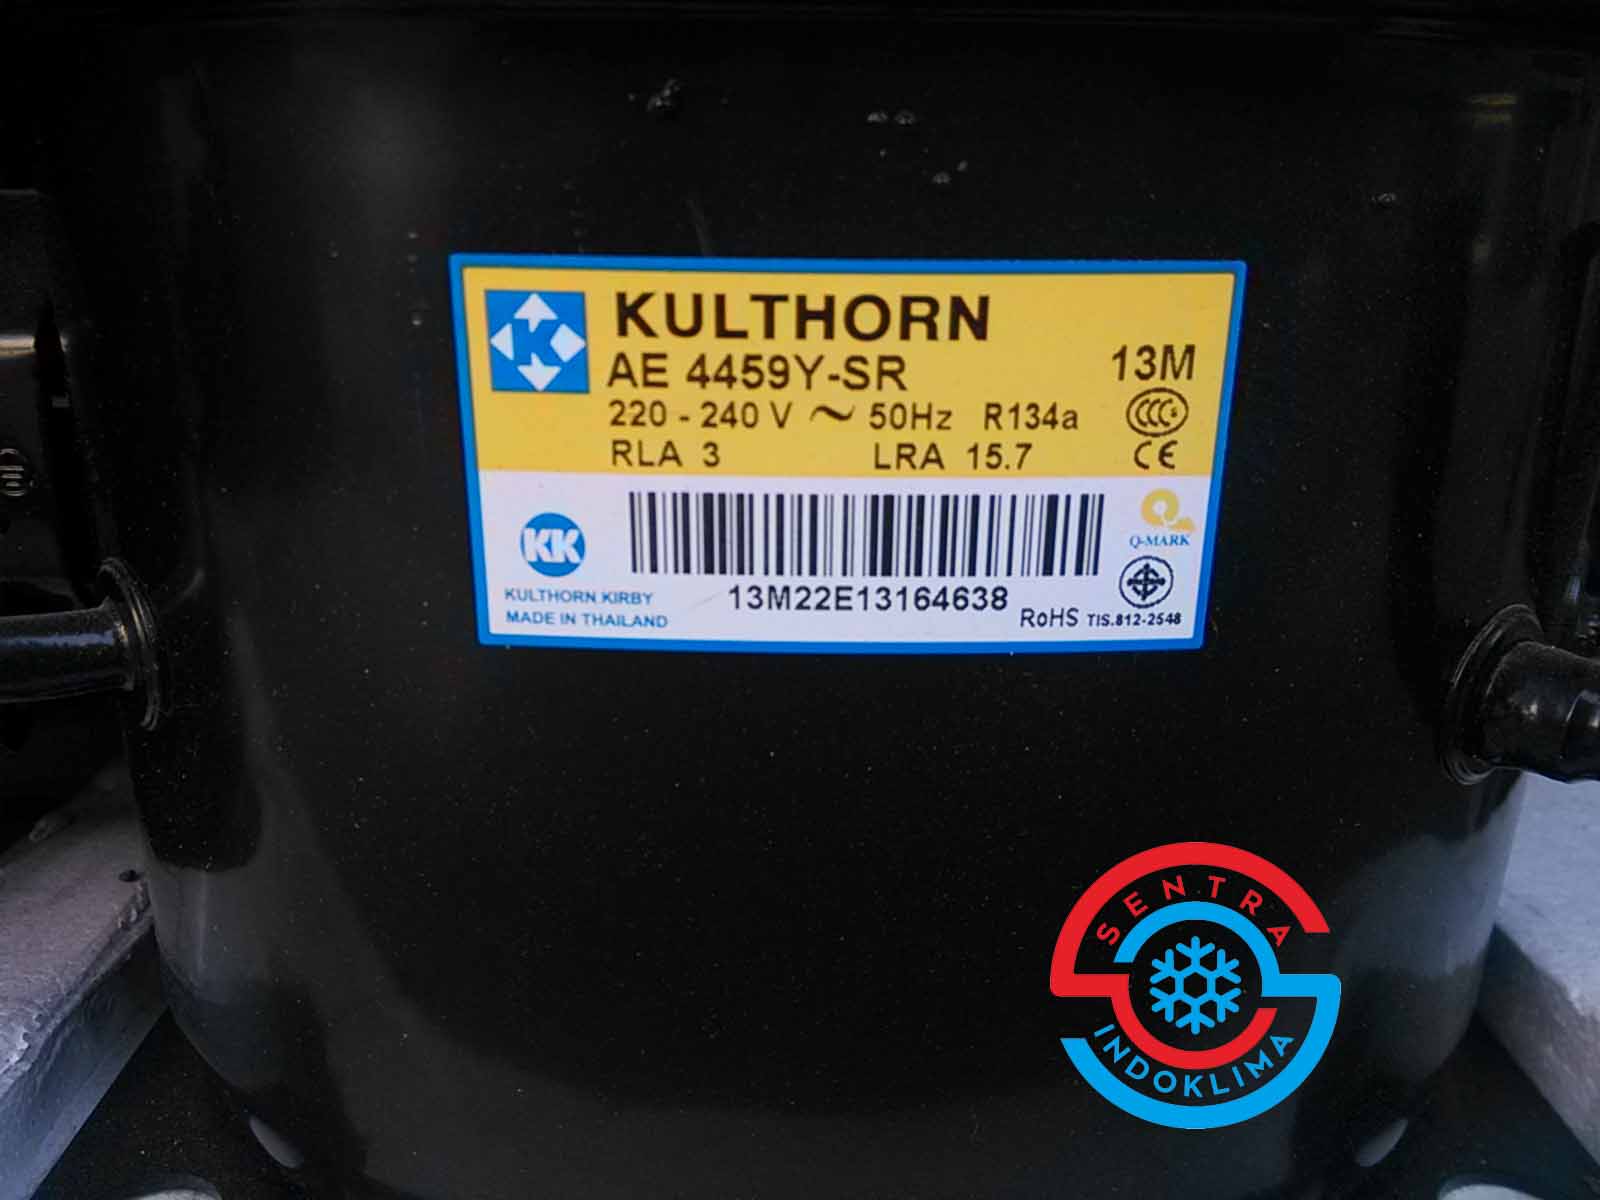 KULTHORN
AE 4459Y-SR 13M
220 - 240 V ~ 50Hz R134a
CCC S
RLA 3 LRA 15.7 CE
K
KK
Q-MARK
13M22E13164638
KULTHORN KIRBY
MADE IN THAILAND
RoHS TIS.812-2548
SENTRA
INDOKLIMA